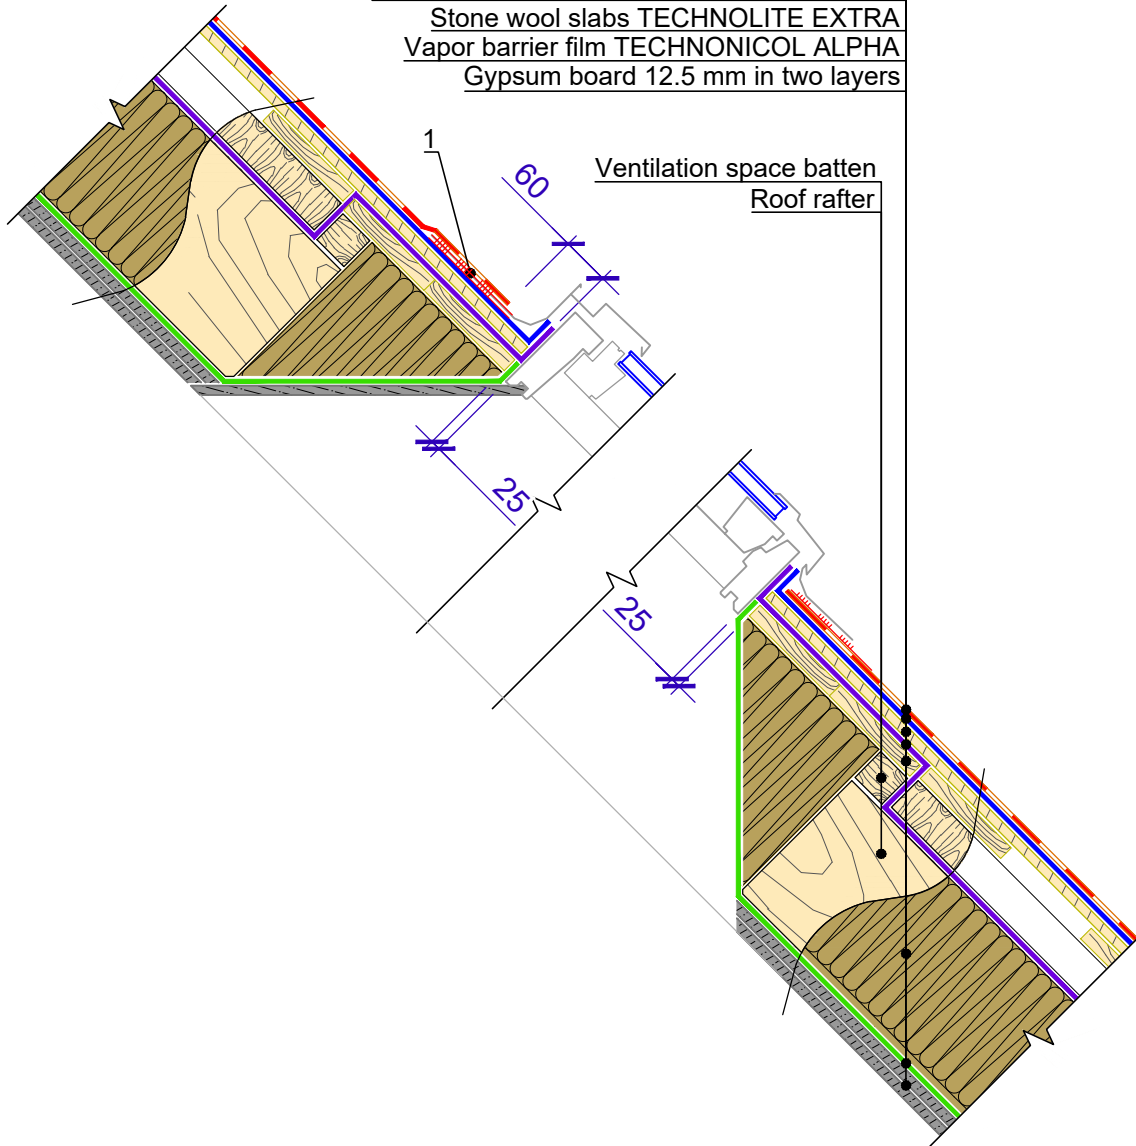 Stone wool slabs TECHNOLITE EXTRA
Vapor barrier film TECHNONICOL ALPHA
Gypsum board 12.5 mm in two layers
1
Ventilation space batten
Roof rafter
60
25
25